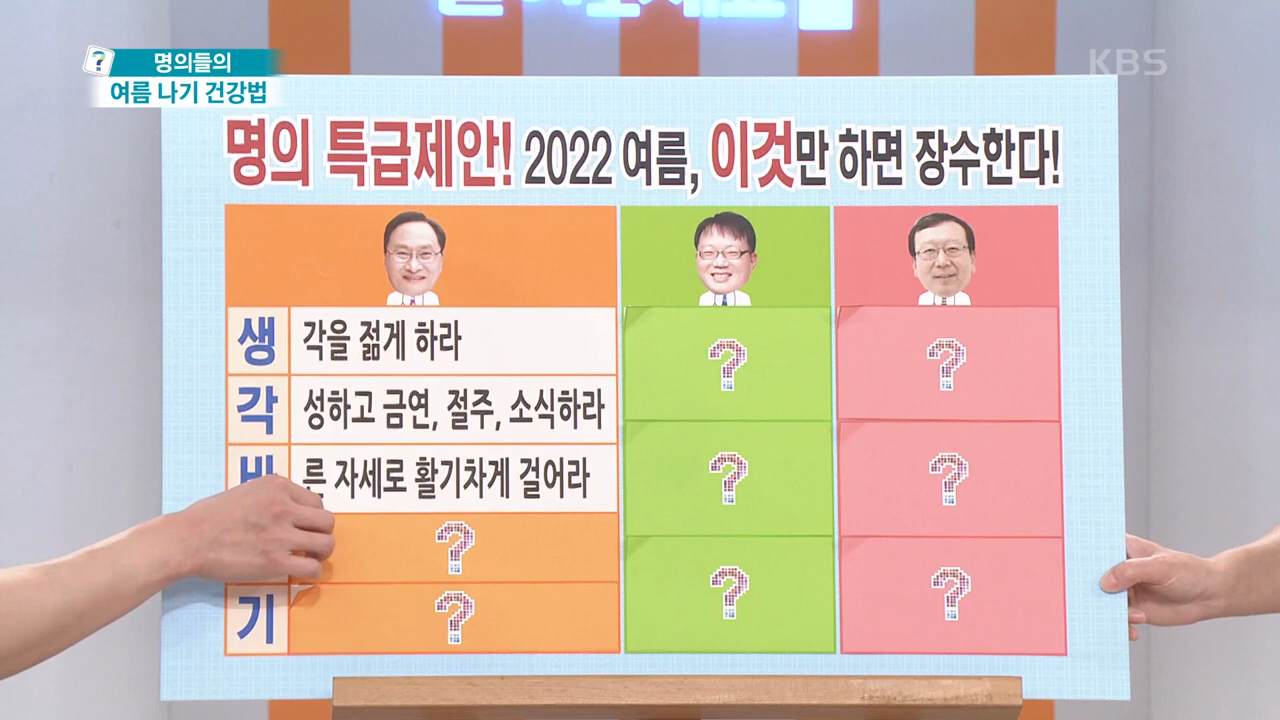 명의들의
여름 나기 건강법
KBS
명의 특급제안! 2022 여름, 이것만 하면 장수한다!
생 각을 젊게 하라
각 성하고 금연, 절주, 소식하라
른 자세로 활기차게 걸어라
?
기 ?
?
?
?
?
?
?